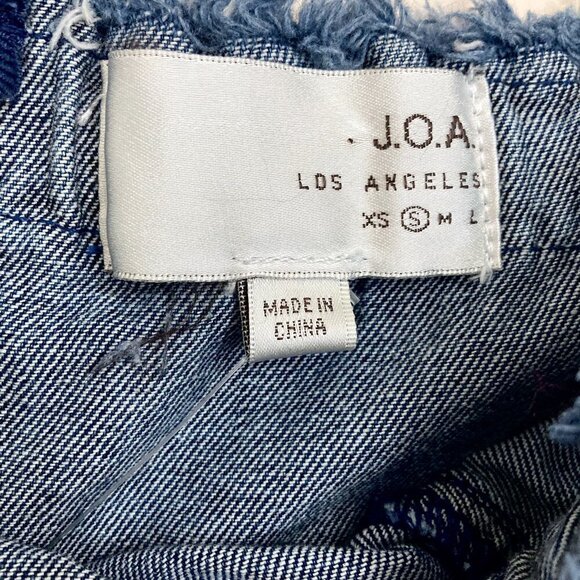 J.O.A.
LOS ANGELES
XS S M L
MADE IN
CHINA